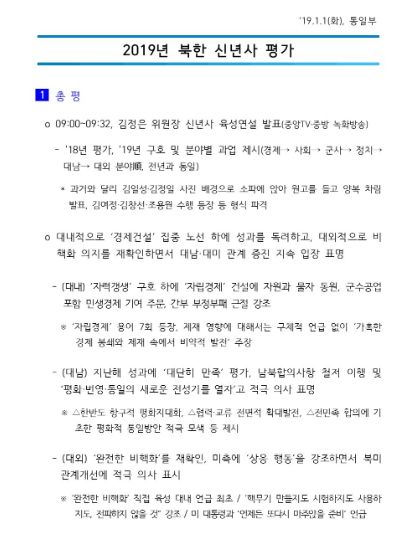 '19.1.1(화), 통일부
2019년 북한 신년사 평가
1 총 평
o 09:00~09:32, 김정은 위원장 신년사 육성연설 발표(중앙TV·중방 녹화방송)
- '18년 평가, '19년 구호 및 분야별 과업 제시(경제→ 사회→ 군사→ 정치→
대남→ 대외 분야順, 전년과 동일)
* 과거와 달리 김일성·김정일 사진 배경으로 소파에 앉아 원고를 들고 양복 차림
발표, 김여정·김창선·조용원 수행 등장 등 형식 파격
o 대내적으로 '경제건설' 집중 노선 하에 성과를 독려하고, 대외적으로 비
핵화 의지를 재확인하면서 대남·대미 관계 증진 지속 입장 표명
- (대내) '자력갱생' 구호 하에 '자립경제' 건설에 자원과 물자 동원, 군수공업
포함 민생경제 기여 주문, 간부 부정부패 근절 강조
※ '자립경제' 용어 7회 등장, 제재 영향에 대해서는 구체적 언급 없이 '가혹한
경제 봉쇄와 제재 속에서 비약적 발전' 주장
- (대남) 지난해 성과에 '대단히 만족' 평가, 남북합의사항 철저 이행 및
'평화·번영·통일의 새로운 전성기를 열자'고 적극 의사 표명
※ △한반도 항구적 평화지대화, △협력·교류 전면적 확대발전, △전민족 합의에 기
초한 평화적 통일방안 적극 모색 등 제시
- (대외) '완전한 비핵화'를 재확인, 미측에 '상응 행동'을 강조하면서 북미
관계개선에 적극 의사 표시
※ '완전한 비핵화' 직접 육성 대내 언급 최초 / '핵무기 만들지도 시험하지도 사용하
지도, 전파하지 않을 것' 강조 / 미 대통령과 '언제든 또다시 마주앉을 준비' 언급